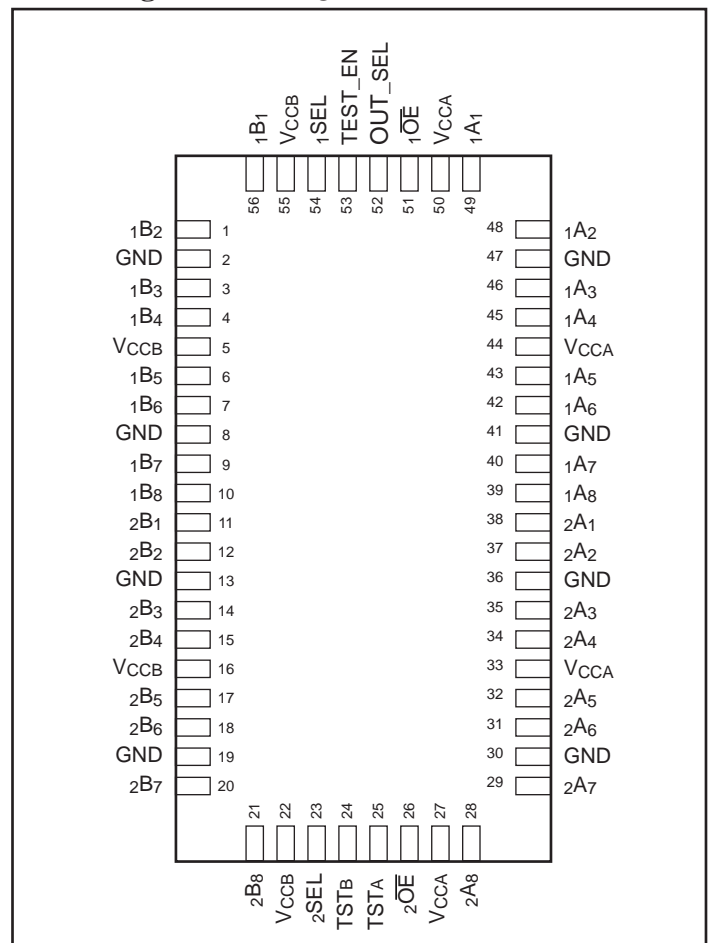 1B1
VCCB
1SEL
TEST_EN
OUT_SEL
1O̅E̅
VCCA
1A1
56
55
54
53
52
51
50
49
1B2 1
GND 2
1B3 3
1B4 4
VCCB 5
1B5 6
1B6 7
GND 8
1B7 9
1B8 10
2B1 11
2B2 12
GND 13
2B3 14
2B4 15
VCCB 16
2B5 17
2B6 18
GND 19
2B7 20
48 1A2
47 GND
46 1A3
45 1A4
44 VCCA
43 1A5
42 1A6
41 GND
40 1A7
39 1A8
38 2A1
37 2A2
36 GND
35 2A3
34 2A4
33 VCCA
32 2A5
31 2A6
30 GND
29 2A7
21
22
23
24
25
26
27
28
2B8
VCCB
2SEL
TSTB
TSTA
2O̅E̅
VCCA
2A8